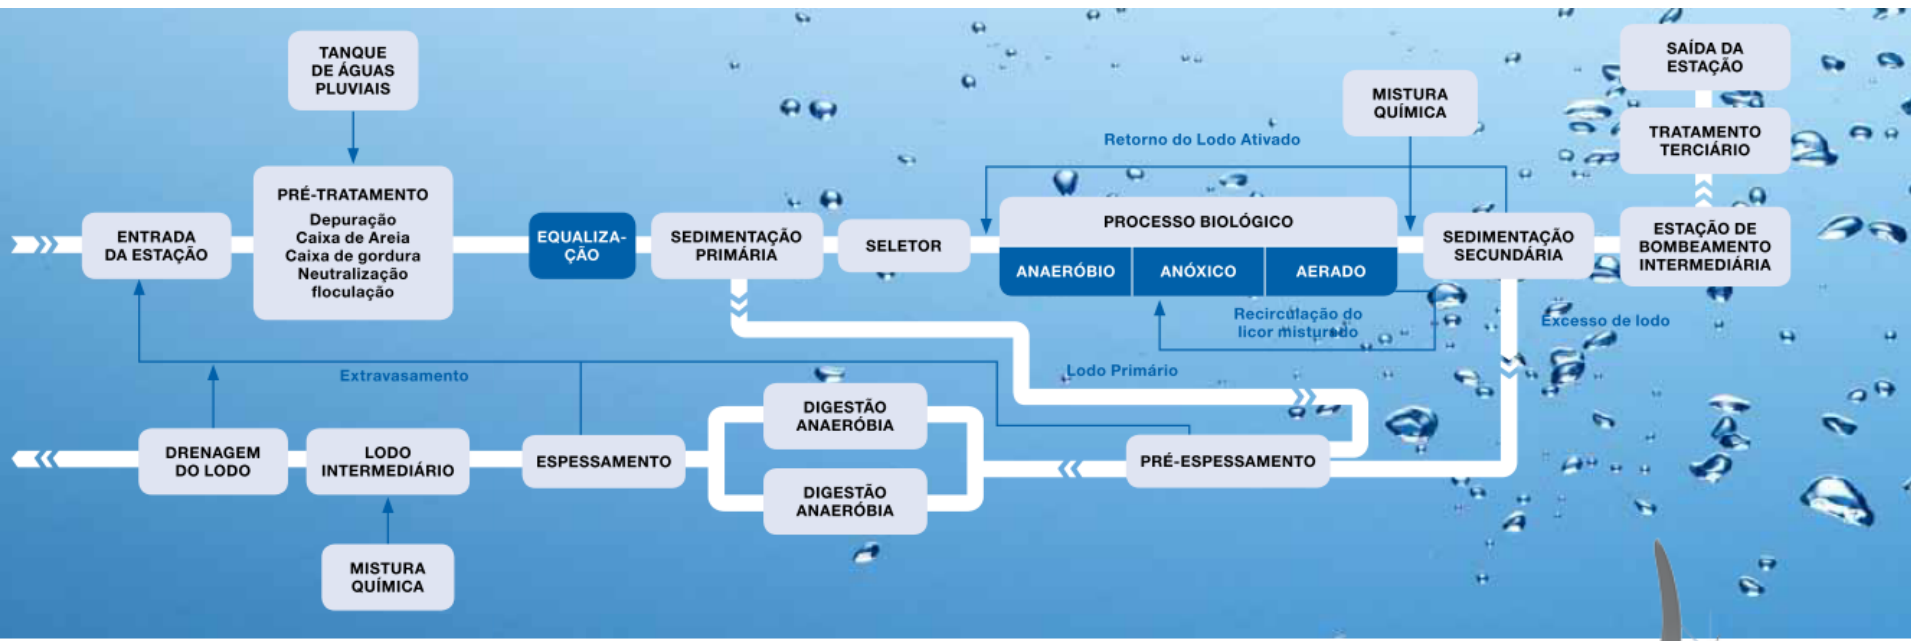 TANQUE
DE ÁGUAS
PLUVIAIS
SAÍDA DA
ESTAÇÃO
MISTURA
QUÍMICA
TRATAMENTO
TERCIÁRIO
Retorno do Lodo Ativado
PRÉ-TRATAMENTO
Depuração
Caixa de Areia
Caixa de gordura
Neutralização
floculação
ENTRADA
DA ESTAÇÃO
EQUALIZA-
ÇÃO
SEDIMENTAÇÃO
PRIMÁRIA
SELETOR
PROCESSO BIOLÓGICO
ANAERÓBIO
ANÓXICO
AERADO
SEDIMENTAÇÃO
SECUNDÁRIA
ESTAÇÃO DE
BOMBEAMENTO
INTERMEDIÁRIA
Recirculação do
licor misturado
Excesso de lodo
Extravasamento
Lodo Primário
DIGESTÃO
ANAERÓBIA
DRENAGEM
DO LODO
LODO
INTERMEDIÁRIO
ESPESSAMENTO
PRÉ-ESPESSAMENTO
DIGESTÃO
ANAERÓBIA
MISTURA
QUÍMICA